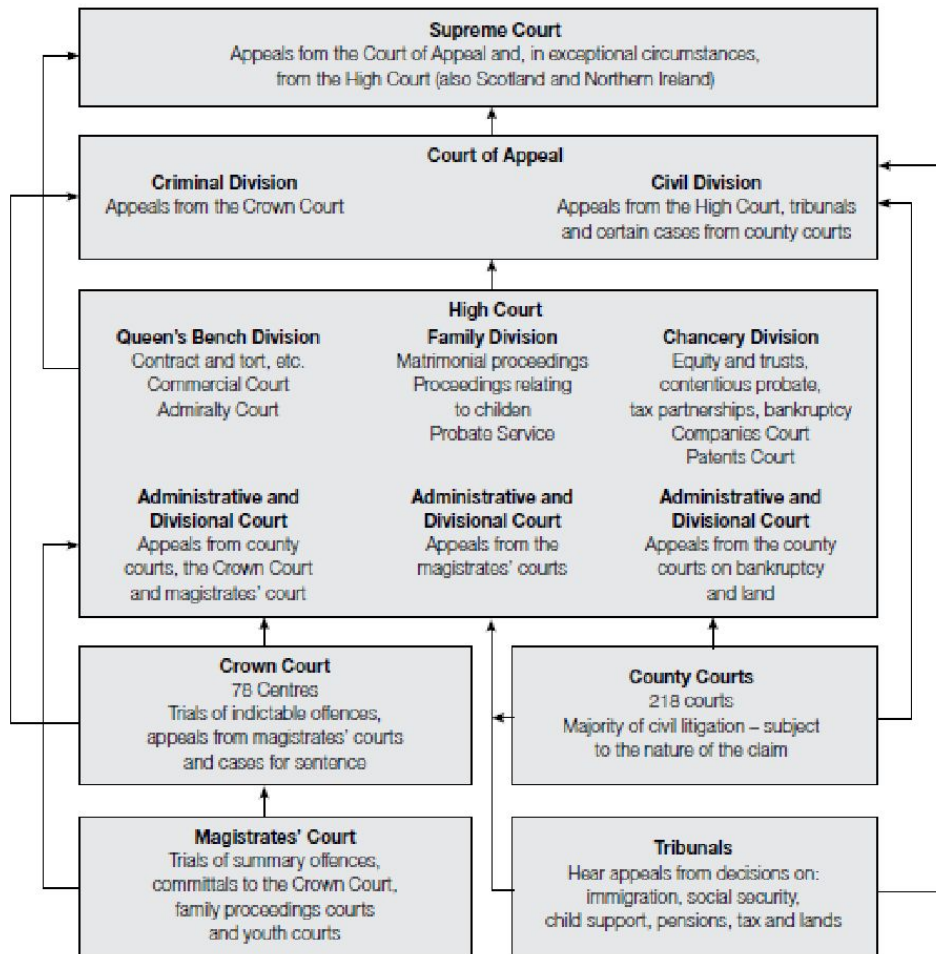 Supreme Court
Appeals fom the Court of Appeal and, in exceptional circumstances,
from the High Court (also Scotland and Northern Ireland)
Court of Appeal
Criminal Division
Appeals from the Crown Court
Civil Division
Appeals from the High Court, tribunals
and certain cases from county courts
High Court
Queen's Bench Division
Contract and tort, etc.
Commercial Court
Admiralty Court
Family Division
Matrimonial proceedings
Proceedings relating
to childen
Probate Service
Chancery Division
Equity and trusts,
contentious probate,
tax partnerships, bankruptcy
Companies Court
Patents Court
Administrative and
Divisional Court
Appeals from county
courts, the Crown Court
and magistrates' court
Administrative and
Divisional Court
Appeals from the
magistrates' courts
Administrative and
Divisional Court
Appeals from the county
courts on bankruptcy
and land
Crown Court
78 Centres
Trials of indictable offences,
appeals from magistrates' courts
and cases for sentence
County Courts
218 courts
Majority of civil litigation – subject
to the nature of the claim
Magistrates' Court
Trials of summary offences,
committals to the Crown Court,
family proceedings courts
and youth courts
Tribunals
Hear appeals from decisions on:
immigration, social security,
child support, pensions, tax and lands